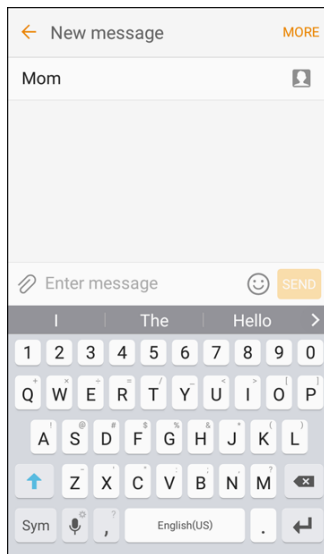 New message MORE
Mom
Enter message SEND
I The Hello
1 2 3 4 5 6 7 8 9 0
Q W E R T Y U I O P
A S D F G H J K L
Z X C V B N M
Sym , English(US) .